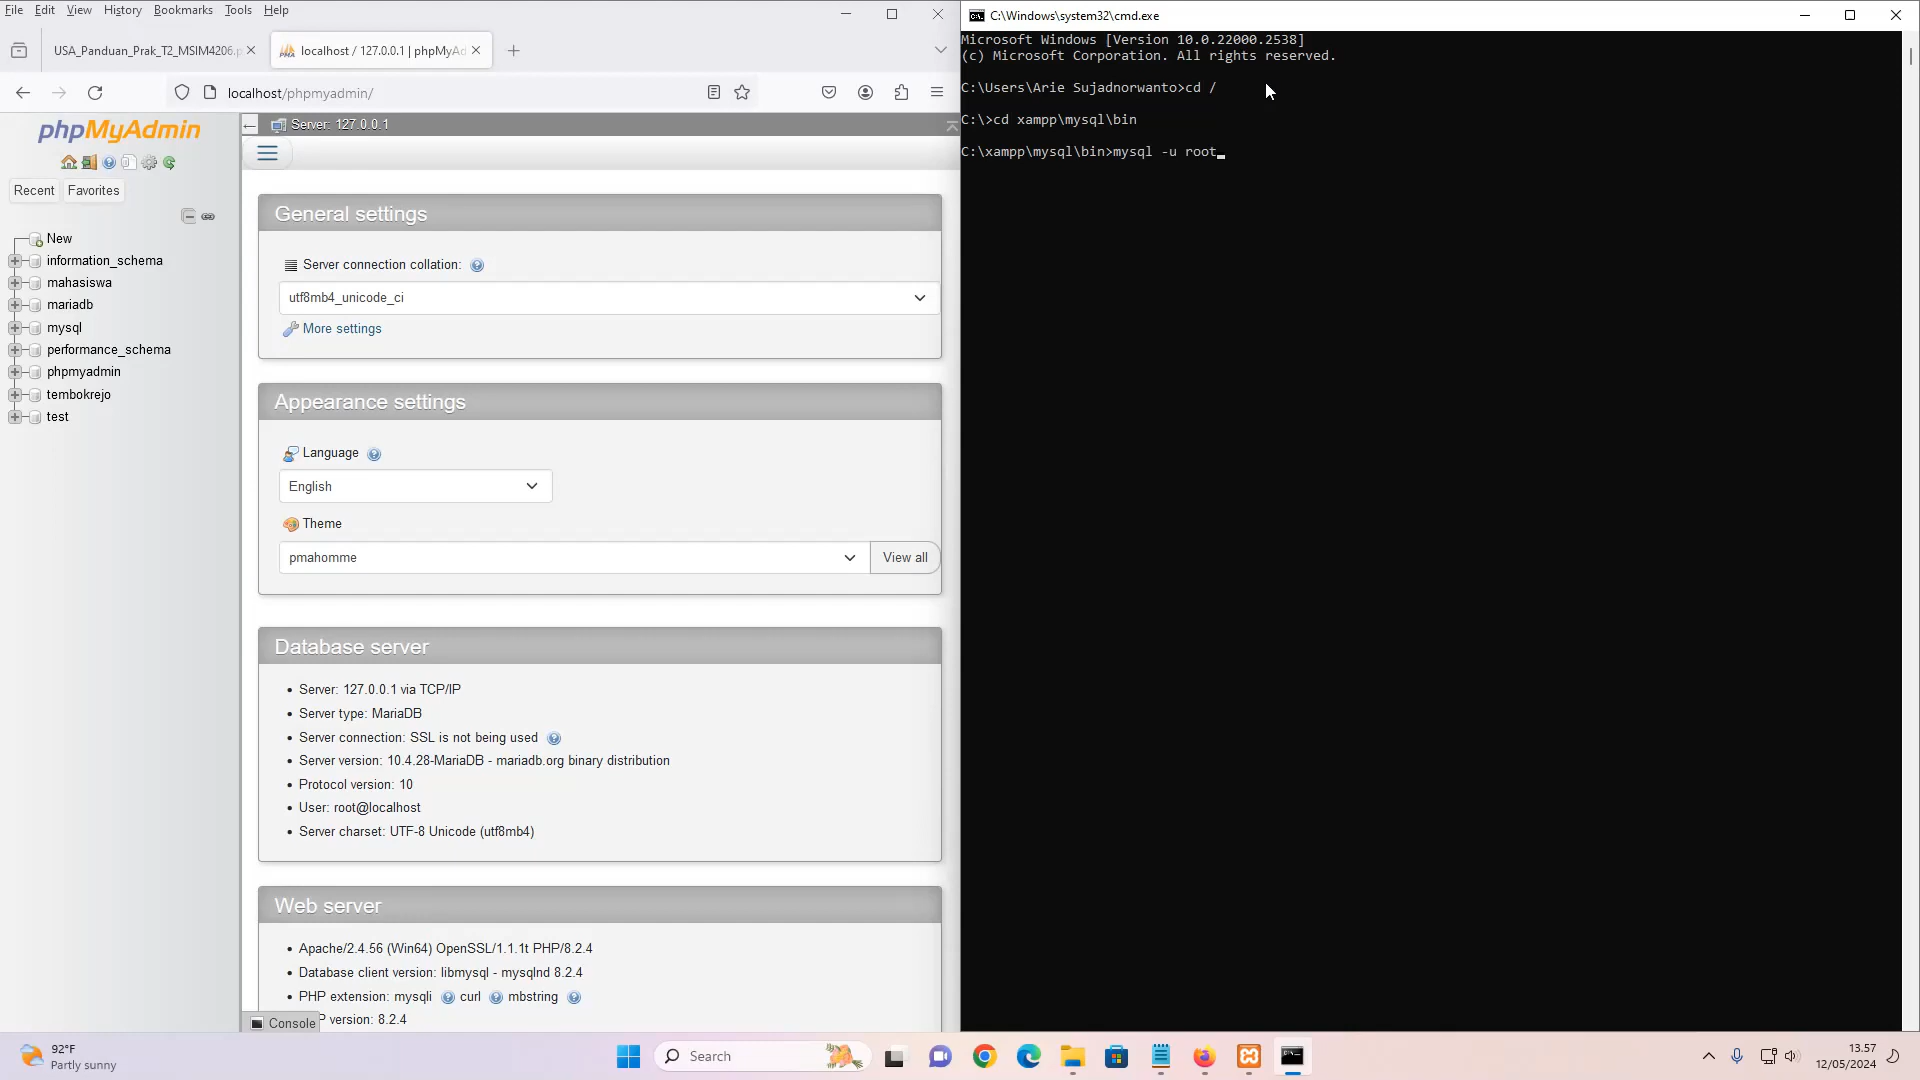 File Edit View History Bookmarks Tools Help
USA_Panduan_Prak_T2_MSIM4206.p
localhost / 127.0.0.1 | phpMyAd
localhost/phpmyadmin/
phpMyAdmin
Recent Favorites
New
information_schema
mahasiswa
mariadb
mysql
performance_schema
phpmyadmin
tembokrejo
test
Server: 127.0.0.1
General settings
Server connection collation:
utf8mb4_unicode_ci
More settings
Appearance settings
Language
English
Theme
pmahomme
View all
Database server
Server: 127.0.0.1 via TCP/IP
Server type: MariaDB
Server connection: SSL is not being used
Server version: 10.4.28-MariaDB - mariadb.org binary distribution
Protocol version: 10
User: root@localhost
Server charset: UTF-8 Unicode (utf8mb4)
Web server
Apache/2.4.56 (Win64) OpenSSL/1.1.1t PHP/8.2.4
Database client version: libmysql - mysqlnd 8.2.4
PHP extension: mysqli curl mbstring
P version: 8.2.4
Console
C:\Windows\system32\cmd.exe
Microsoft Windows [Version 10.0.22000.2538]
(c) Microsoft Corporation. All rights reserved.
C:\Users\Arie Sujadnorwanto>cd /
C:\>cd xampp\mysql\bin
C:\xampp\mysql\bin>mysql -u root
92°F
Partly sunny
Search
13.57
12/05/2024